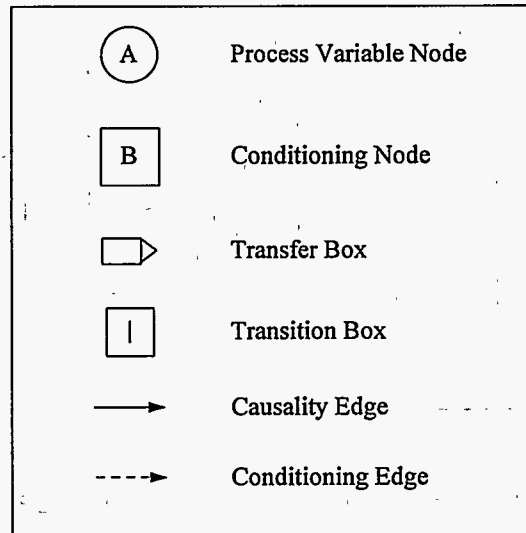 A Process Variable Node
B Conditioning Node
Transfer Box
I Transition Box
Causality Edge
Conditioning Edge